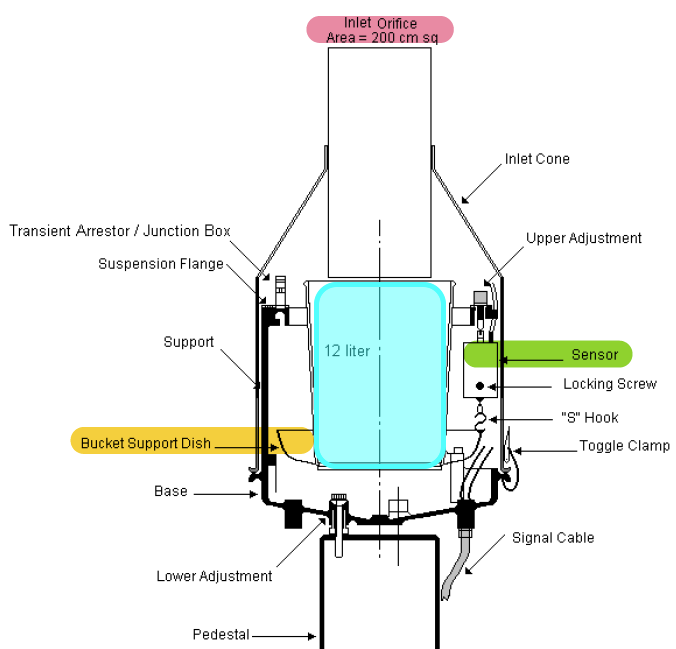 Inlet Orifice
Area = 200 cm sq
Inlet Cone
Transient Arrestor / Junction Box
Upper Adjustment
Suspension Flange
Support
12 liter
Sensor
Locking Screw
"S" Hook
Bucket Support Dish
Toggle Clamp
Base
Signal Cable
Lower Adjustment
Pedestal